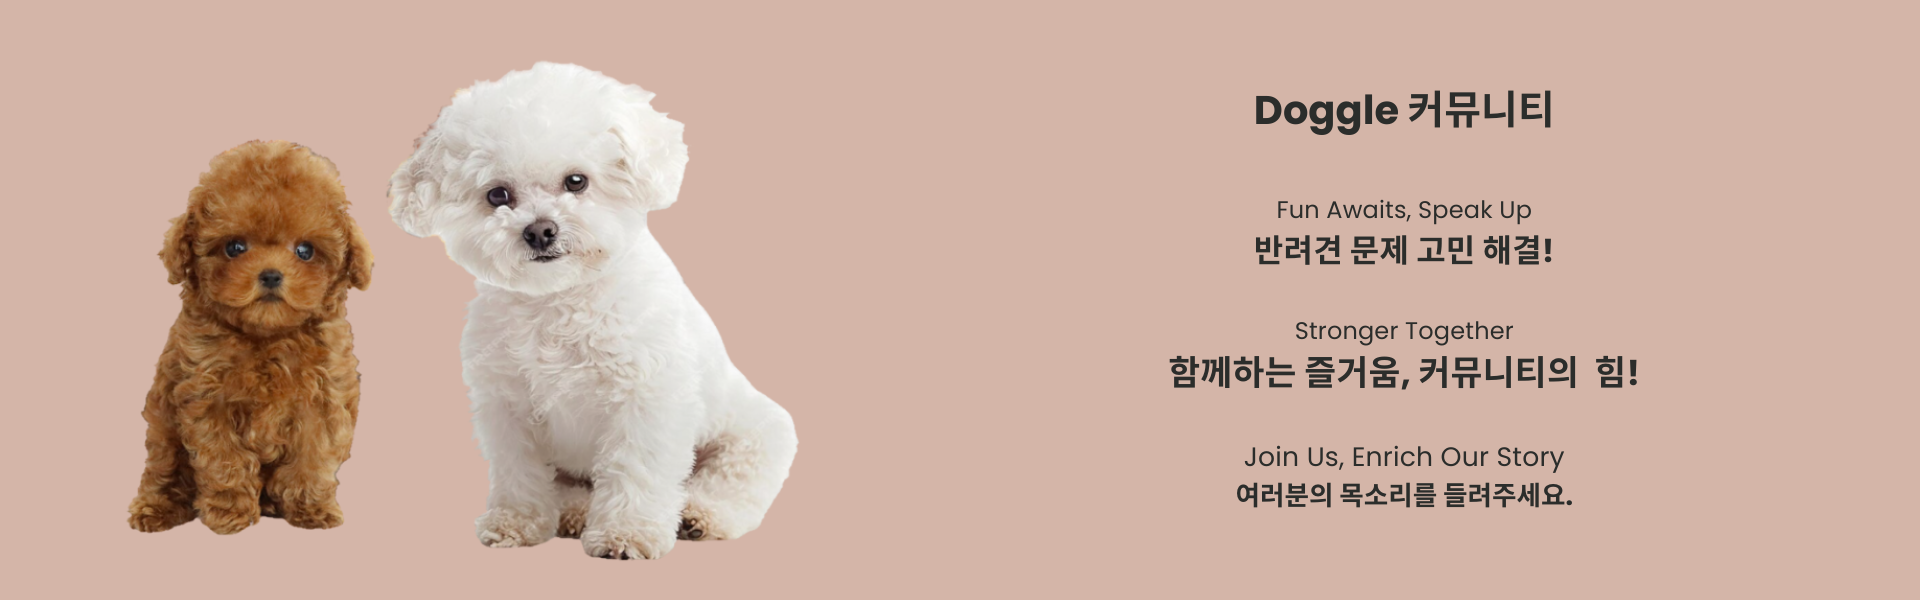 Doggle 커뮤니티
Fun Awaits, Speak Up
반려견 문제 고민 해결!
Stronger Together
함께하는 즐거움, 커뮤니티의 힘!
Join Us, Enrich Our Story
여러분의 목소리를 들려주세요.